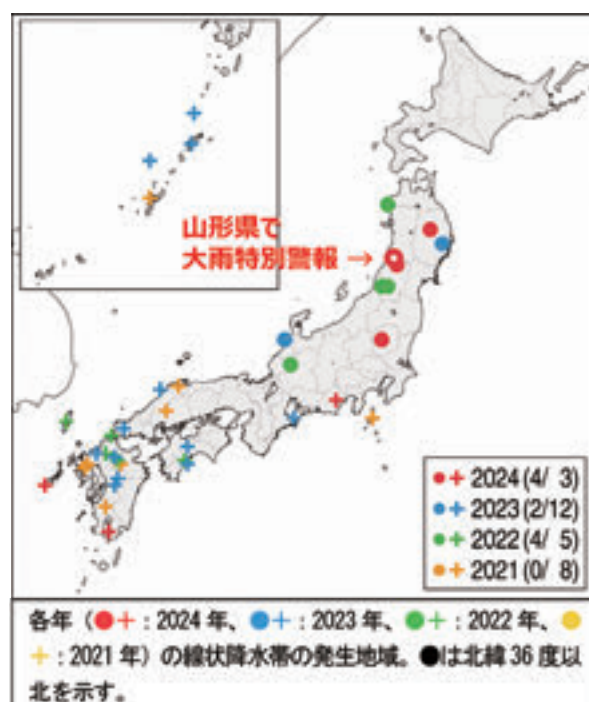 山形県で
大雨特別警報 →
●+ 2024 (4/ 3)
●+ 2023 (2/12)
●+ 2022 (4/ 5)
●+ 2021 (0/ 8)
各年（●+：2024 年、●+：2023 年、●+：2022 年、●
+：2021 年）の線状降水帯の発生地域。●は北緯 36 度以
北を示す。